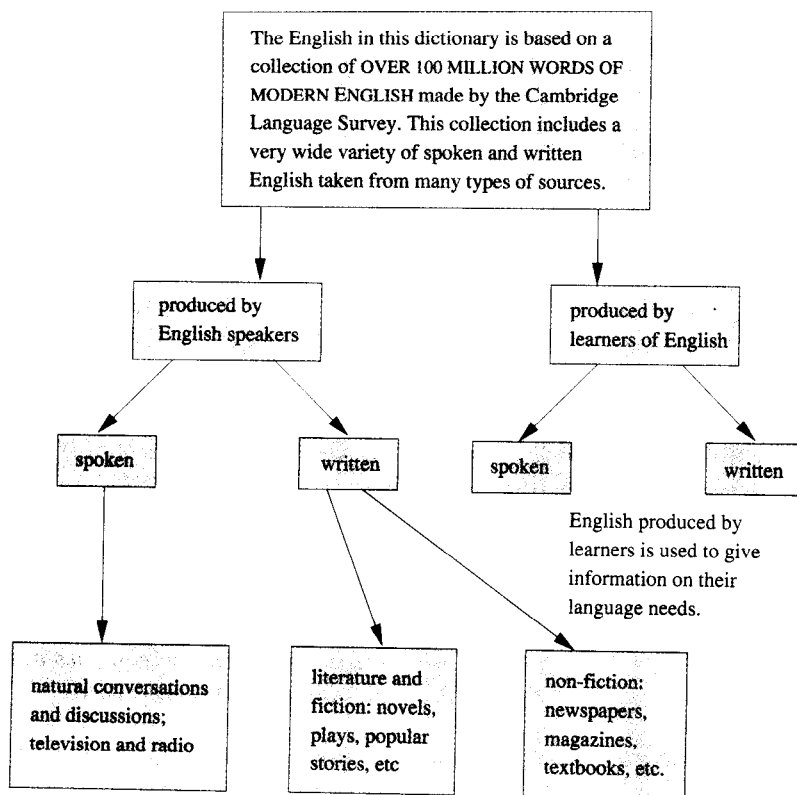 The English in this dictionary is based on a
collection of OVER 100 MILLION WORDS OF
MODERN ENGLISH made by the Cambridge
Language Survey. This collection includes a
very wide variety of spoken and written
English taken from many types of sources.
produced by
English speakers
produced by
learners of English
spoken
written
spoken
written
English produced by
learners is used to give
information on their
language needs.
natural conversations
and discussions;
television and radio
literature and
fiction: novels,
plays, popular
stories, etc
non-fiction:
newspapers,
magazines,
textbooks, etc.